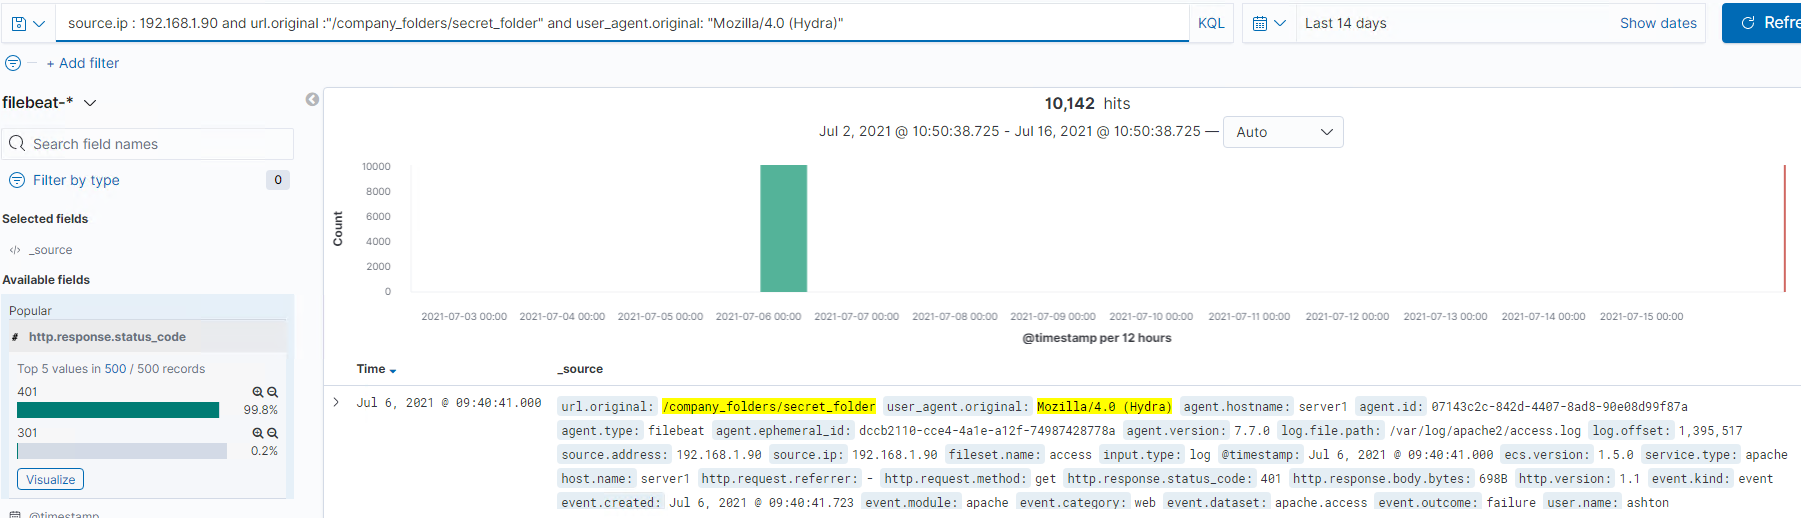 source.ip : 192.168.1.90 and url.original :"/company_folders/secret_folder" and user_agent.original: "Mozilla/4.0 (Hydra)" KQL Last 14 days Show dates Refre
+ Add filter
filebeat-*
Search field names
Filter by type 0
Selected fields
_source
Available fields
Popular
# http.response.status_code
Top 5 values in 500 / 500 records
401
99.8%
301
0.2%
Visualize
@timestamp
10,142 hits
Jul 2, 2021 @ 10:50:38.725 - Jul 16, 2021 @ 10:50:38.725 — Auto
Count
10000
8000
6000
4000
2000
0
2021-07-03 00:00 2021-07-04 00:00 2021-07-05 00:00 2021-07-06 00:00 2021-07-07 00:00 2021-07-08 00:00 2021-07-09 00:00 2021-07-10 00:00 2021-07-11 00:00 2021-07-12 00:00 2021-07-13 00:00 2021-07-14 00:00 2021-07-15 00:00
@timestamp per 12 hours
Time _source
Jul 6, 2021 @ 09:40:41.000 url.original: /company_folders/secret_folder user_agent.original: Mozilla/4.0 (Hydra) agent.hostname: server1 agent.id: 07143c2c-842d-4407-8ad8-90e08d99f87a
agent.type: filebeat agent.ephemeral_id: dccb2110-cce4-4a1e-a12f-74987428778a agent.version: 7.7.0 log.file.path: /var/log/apache2/access.log log.offset: 1,395,517
source.address: 192.168.1.90 source.ip: 192.168.1.90 fileset.name: access input.type: log @timestamp: Jul 6, 2021 @ 09:40:41.000 ecs.version: 1.5.0 service.type: apache
host.name: server1 http.request.referrer: - http.request.method: get http.response.status_code: 401 http.response.body.bytes: 698B http.version: 1.1 event.kind: event
event.created: Jul 6, 2021 @ 09:40:41.723 event.module: apache event.category: web event.dataset: apache.access event.outcome: failure user.name: ashton